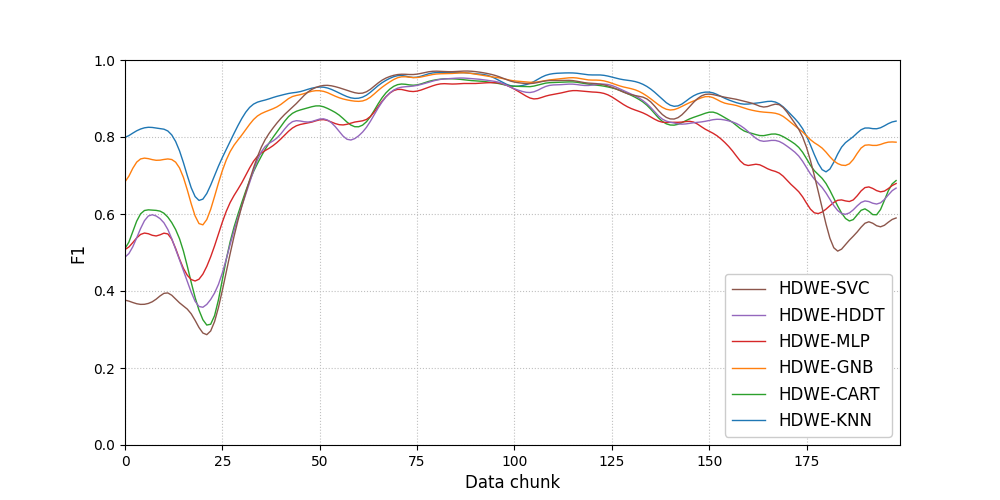 1.0
0.8
0.6
0.4
0.2
0.0
F1
0 25 50 75 100 125 150 175
Data chunk
HDWE-SVC
HDWE-HDDT
HDWE-MLP
HDWE-GNB
HDWE-CART
HDWE-KNN